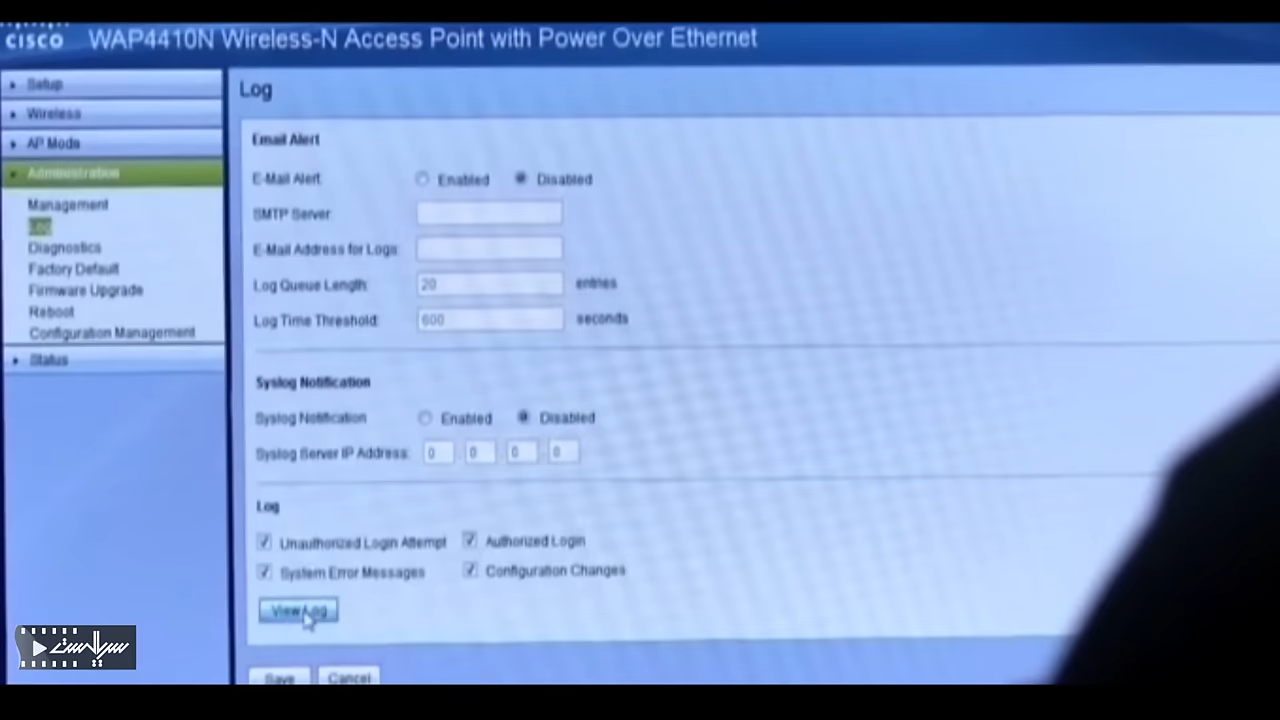 CISCO WAP4410N Wireless-N Access Point with Power Over Ethernet
Setup
Wireless
AP Mode
Administration
Management
Log
Diagnostics
Factory Default
Firmware Upgrade
Reboot
Configuration Management
Status
Log
Email Alert
E-Mail Alert: Enabled Disabled
SMTP Server:
E-Mail Address for Logs:
Log Queue Length: 20 entries
Log Time Threshold: 600 seconds
Syslog Notification
Syslog Notification Enabled Disabled
Syslog Server IP Address: 0 0 0 0
Log
Unauthorized Login Attempt Authorized Login
System Error Messages Configuration Changes
View Log
Save Cancel
سیاست